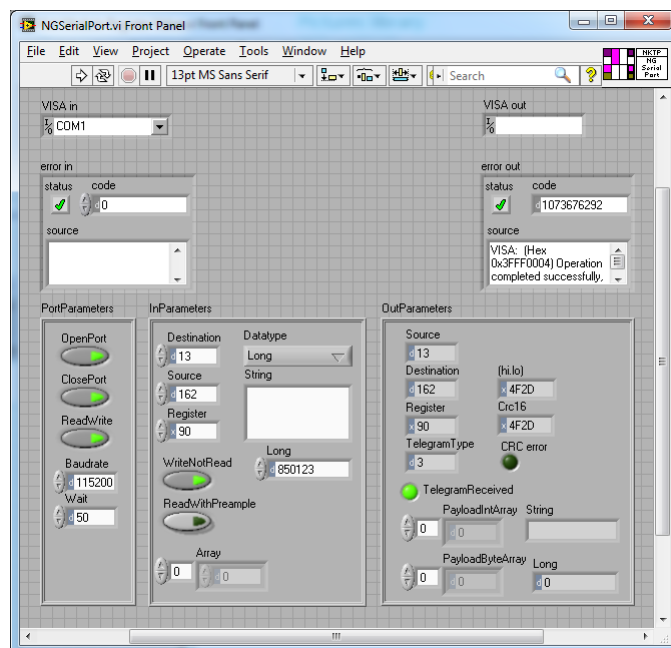 NGSerialPort.vi Front Panel
File Edit View Project Operate Tools Window Help
13pt MS Sans Serif
Search
NKTP
NG
Serial
Port
VISA in
VISA out
I/O COM1
I/O
error in
error out
status code
status code
d 0
d 1073676292
source
source
VISA: (Hex
0x3FFF0004) Operation
completed successfully,
PortParameters
InParameters
OutParameters
OpenPort
ClosePort
ReadWrite
Baudrate
d 115200
Wait
d 50
Destination
d 13
Source
d 162
Register
x 90
WriteNotRead
ReadWithPreample
Array
0
d 0
Datatype
Long
String
Long
d 850123
Source
d 13
Destination
d 162
Register
x 90
TelegramType
d 3
(hi.lo)
x 4F2D
Crc16
x 4F2D
CRC error
TelegramReceived
PayloadIntArray String
0
d 0
PayloadByteArray Long
0
d 0
d 0